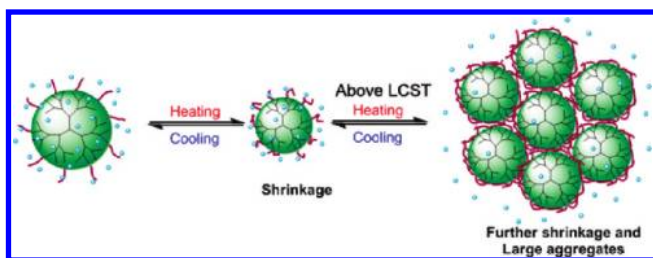 Heating
Cooling
Shrinkage
Above LCST
Heating
Cooling
Further shrinkage and
Large aggregates